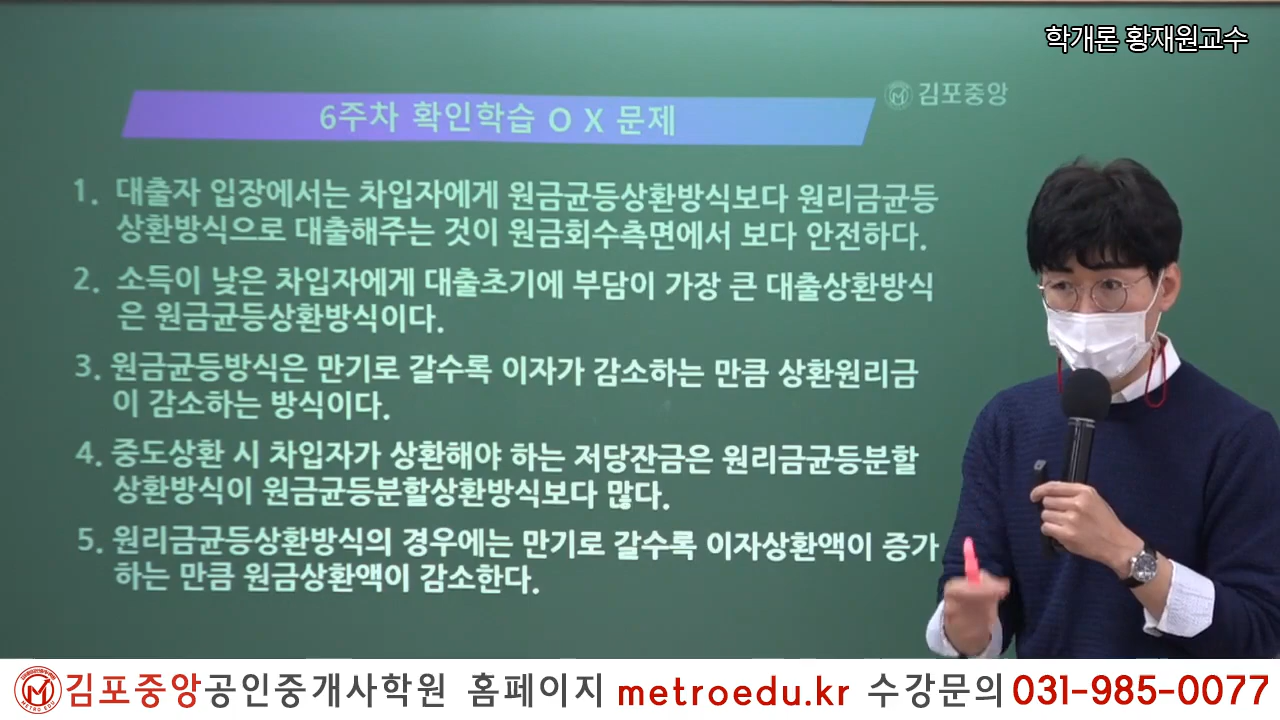 학개론 황재원교수
김포중앙
6주차 확인학습 O X 문제
1. 대출자 입장에서는 차입자에게 원금균등상환방식보다 원리금균등
상환방식으로 대출해주는 것이 원금회수측면에서 보다 안전하다.
2. 소득이 낮은 차입자에게 대출초기에 부담이 가장 큰 대출상환방식
은 원금균등상환방식이다.
3. 원금균등방식은 만기로 갈수록 이자가 감소하는 만큼 상환원리금
이 감소하는 방식이다.
4. 중도상환 시 차입자가 상환해야 하는 저당잔금은 원리금균등분할
상환방식이 원금균등분할상환방식보다 많다.
5. 원리금균등상환방식의 경우에는 만기로 갈수록 이자상환액이 증가
하는 만큼 원금상환액이 감소한다.
김포중앙공인중개사학원 홈페이지 metroedu.kr 수강문의 031-985-0077